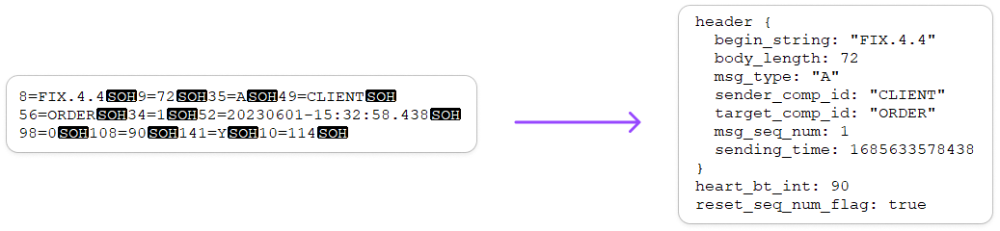 8=FIX.4.4SOH9=72SOH35=ASOH49=CLIENTSOH
56=ORDERSOH34=1SOH52=20230601-15:32:58.438SOH
98=0SOH108=90SOH141=YSOH10=114SOH
header {
  begin_string: "FIX.4.4"
  body_length: 72
  msg_type: "A"
  sender_comp_id: "CLIENT"
  target_comp_id: "ORDER"
  msg_seq_num: 1
  sending_time: 1685633578438
}
heart_bt_int: 90
reset_seq_num_flag: true